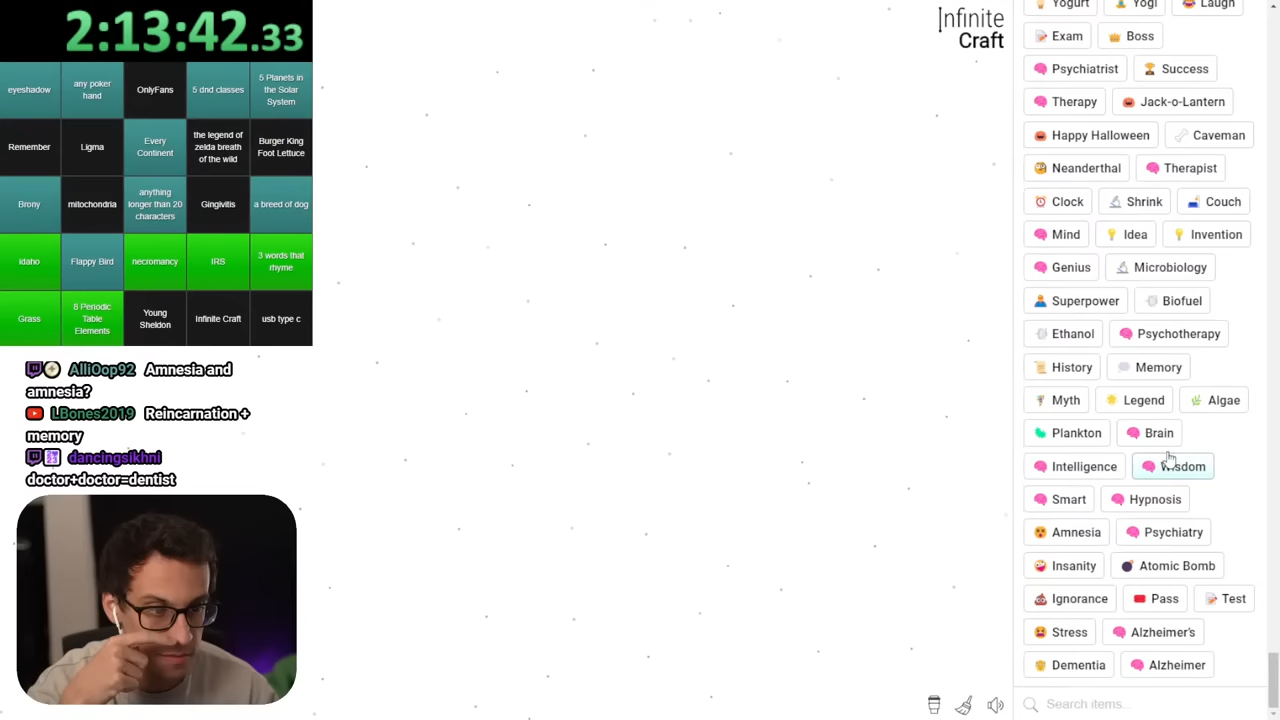 2:13:42.33
Infinite
Craft
eyeshadow
any poker
hand
OnlyFans
5 dnd classes
5 Planets in
the Solar
System
Remember
Ligma
Every
Continent
the legend of
zelda breath
of the wild
Burger King
Foot Lettuce
Brony
mitochondria
anything
longer than 20
characters
Gingivitis
a breed of dog
idaho
Flappy Bird
necromancy
IRS
3 words that
rhyme
Grass
8 Periodic
Table
Elements
Young
Sheldon
Infinite Craft
usb type c
AlliOop92 Amnesia and
amnesia?
LBones2019 Reincarnation +
memory
dancingsikhni
doctor+doctor=dentist
Yogurt Yogi Laugh
Exam Boss
Psychiatrist Success
Therapy Jack-o-Lantern
Happy Halloween Caveman
Neanderthal Therapist
Clock Shrink Couch
Mind Idea Invention
Genius Microbiology
Superpower Biofuel
Ethanol Psychotherapy
History Memory
Myth Legend Algae
Plankton Brain
Intelligence Wisdom
Smart Hypnosis
Amnesia Psychiatry
Insanity Atomic Bomb
Ignorance Pass Test
Stress Alzheimer's
Dementia Alzheimer
Search items...